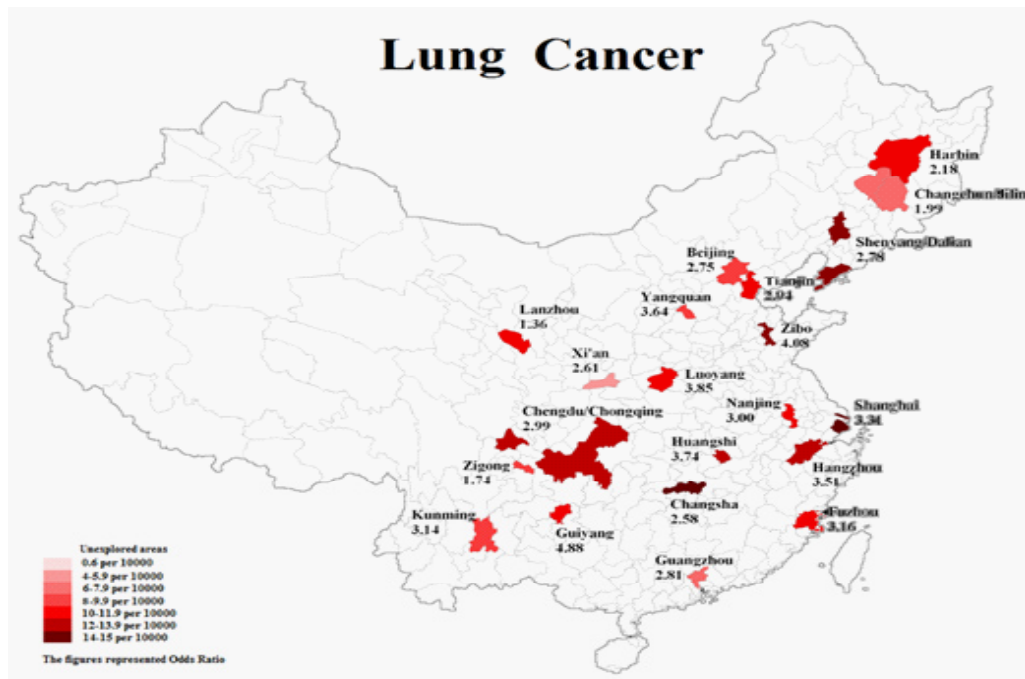 Lung Cancer
Harbin
2.18
1.99
Shenyang/Dalian
2.78
Beijing
2.75
Tianjin
2.94
Yangquan
3.64
Zibo
4.08
Lanzhou
1.36
Xi'an
2.61
Luoyang
3.85
Nanjing
3.00
Shanghai
3.31
Chengdu/Chongqing
2.99
Huangshi
3.74
Hangzhou
3.51
Zigong
1.74
Changsha
2.58
Kunming
3.14
Guiyang
4.88
Fuzhou
3.16
Guangzhou
2.81
Unexplored areas
0.6 per 10000
4-5.9 per 10000
6-7.9 per 10000
8-9.9 per 10000
10-11.9 per 10000
12-13.9 per 10000
14-15 per 10000
The figures represented Odds Ratio